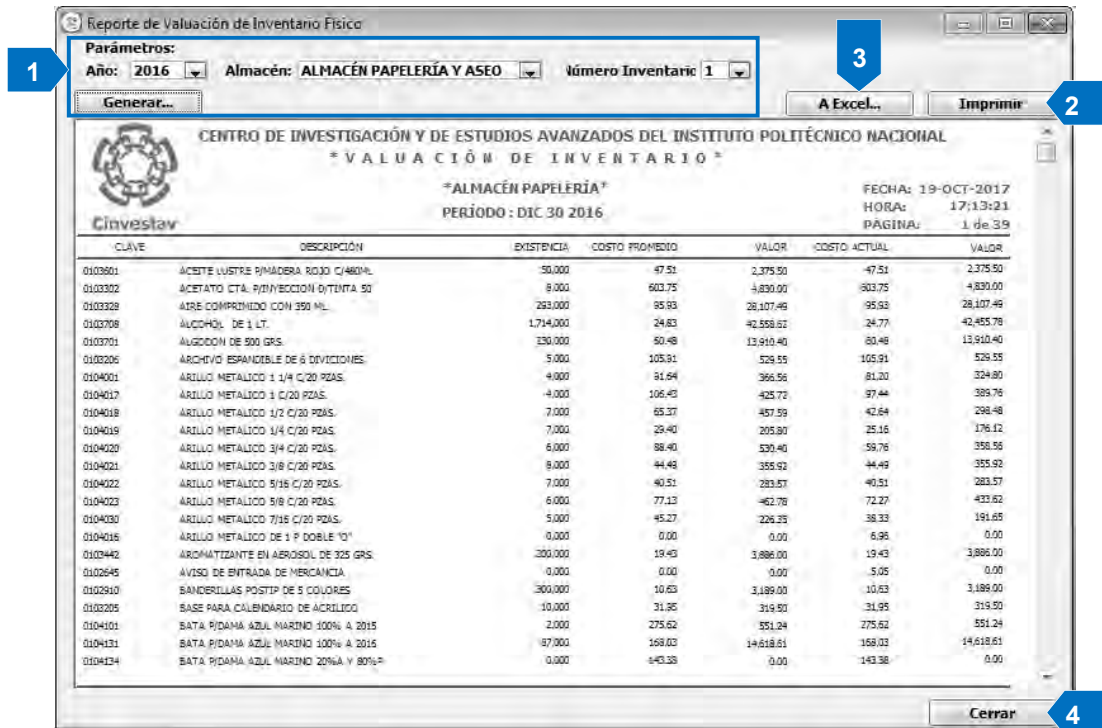 Reporte de Valuación de Inventario Físico
Parámetros:
1
Año: 2016 Almacén: ALMACÉN PAPELERÍA Y ASEO Número Inventaric 1
3
Generar... A Excel... Imprimir 2
CENTRO DE INVESTIGACIÓN Y DE ESTUDIOS AVANZADOS DEL INSTITUTO POLITÉCNICO NACIONAL
*VALUACIÓN DE INVENTARIO*
*ALMACÉN PAPELERÍA* FECHA: 19-OCT-2017
PERÍODO : DIC 30 2016 HORA: 17:13:21
Cinvestav PAGINA: 1 de 39
CLAVE DESCRIPCIÓN EXISTENCIA COSTO PROMEDIO VALOR COSTO ACTUAL VALOR
0103601 ACEITE LUSTRE P/MADERA ROJO C/480ML 50.000 47.51 2,375.50 47.51 2,375.50
0103302 ACETATO CTA. P/INYECCION D/TINTA 50 8.000 603.75 4,830.00 603.75 4,830.00
0103329 AIRE COMPRIMIDO CON 350 ML. 293.000 95.93 28,107.49 95.93 28,107.49
0103708 ALCOHOL DE 1 LT. 1,714.000 24.83 24.77 42,455.78
0103701 ALGODON DE 500 GRS. 13,910.40 13,910.40
0103206 ARCHIVO ESPANDIBLE DE 6 DIVICIONES 5.000 105.91 529.55 105.91 529.55
0104001 ARILLO METALICO 1 1/4 C/20 PZAS. 4.000 91.64 366.56 81.20 324.80
0104017 ARILLO METALICO 1 C/20 PZAS. 4.000 106.43 425.72 97.44 389.76
0104018 ARILLO METALICO 1/2 C/20 PZAS. 7.000 65.37 457.59 42.64 298.48
0104019 ARILLO METALICO 1/4 C/20 PZAS. 7.000 29.40 205.80 25.16 176.12
0104020 ARILLO METALICO 3/4 C/20 PZAS. 6.000 88.40 530.40 59.76 358.56
0104021 ARILLO METALICO 3/8 C/20 PZAS. 8.000 44.49 355.92 44.49 355.92
0104022 ARILLO METALICO 5/16 C/20 PZAS. 7.000 40.51 283.57 40.51 283.57
0104023 ARILLO METALICO 5/8 C/20 PZAS. 6.000 77.13 462.78 72.27 433.62
0104030 ARILLO METALICO 7/16 C/20 PZAS. 5.000 45.27 226.35 38.33 191.65
0104016 ARILLO METALICO DE 1 P DOBLE "O" 0.000 0.00 0.00 6.96 0.00
0103442 AROMATIZANTE EN AEROSOL DE 325 GRS. 200.000 19.43 3,886.00 19.43 3,886.00
0102645 AVISO DE ENTRADA DE MERCANCIA 0.000 0.00 0.00 5.05 0.00
0102910 BANDERILLAS POSTIP DE 5 COLORES 300.000 10.63 3,189.00 10.63 3,189.00
0103205 BASE PARA CALENDARIO DE ACRILICO 10.000 31.95 319.50 31.95 319.50
0104101 BATA P/DAMA AZUL MARINO 100% A 2015 2.000 275.62 551.24 275.62 551.24
0104131 BATA P/DAMA AZUL MARINO 100% A 2016 87.000 168.03 14,618.61 168.03 14,618.61
0104134 BATA P/DAMA AZUL MARINO 20%A Y 80%= 0.000 143.38 0.00 143.38 0.00
Cerrar 4